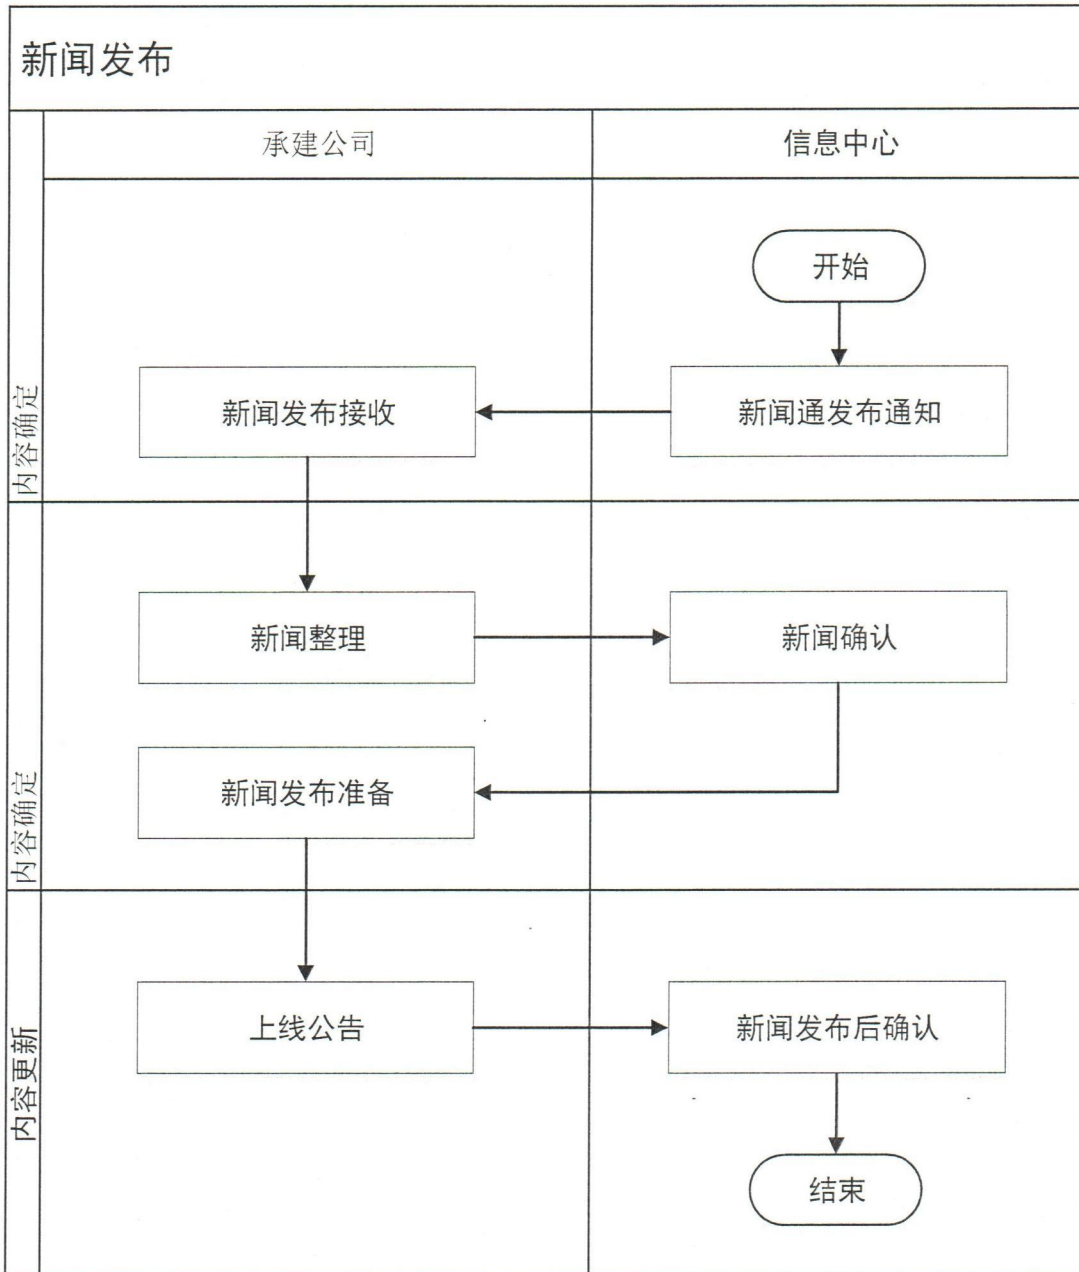 新闻发布
承建公司
信息中心
开始
新闻发布接收
新闻通发布通知
内容确定
新闻整理
新闻确认
新闻发布准备
内容确定
上线公告
新闻发布后确认
内容更新
结束